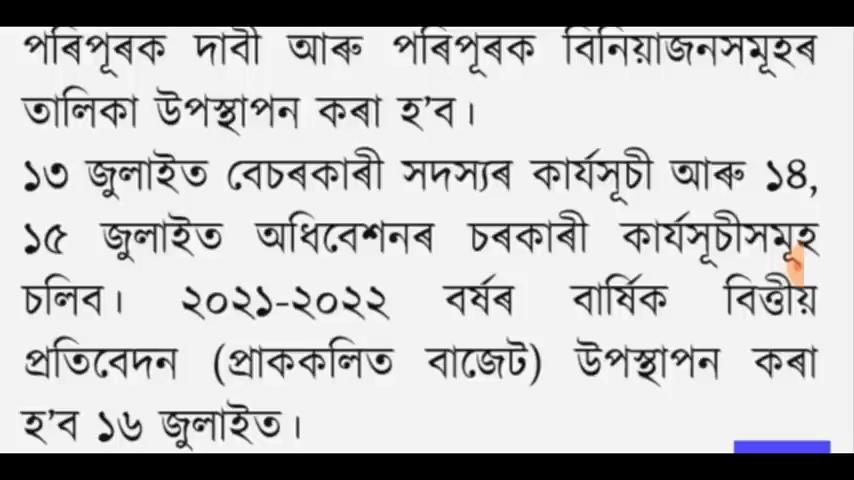 পৰিপূৰক দাবী আৰু পৰিপূৰক বিনিয়াজনসমূহৰ
তালিকা উপস্থাপন কৰা হ’ব।
১৩ জুলাইত বেচৰকাৰী সদস্যৰ কাৰ্যসূচী আৰু ১৪,
১৫ জুলাইত অধিবেশনৰ চৰকাৰী কাৰ্যসূচীসমূহ
চলিব। ২০২১-২০২২ বৰ্ষৰ বাৰ্ষিক বিত্তীয়
প্ৰতিবেদন (প্ৰাককলিত বাজেট) উপস্থাপন কৰা
হ’ব ১৬ জুলাইত।